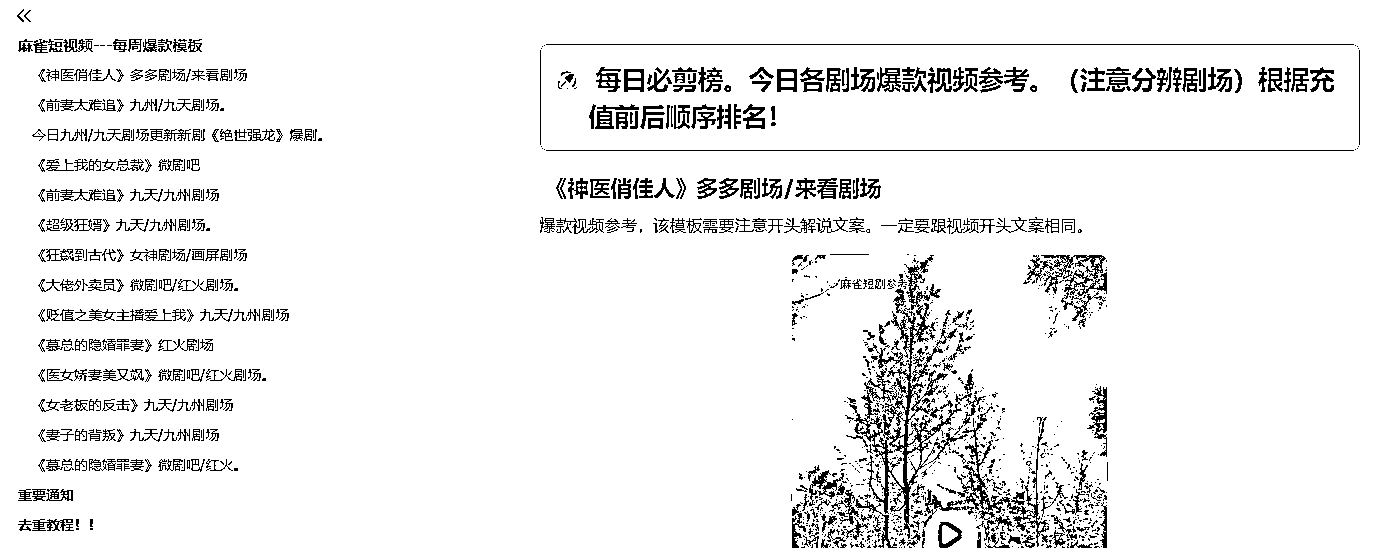 麻雀短视频---每周爆款模板
《神医俏佳人》多多剧场/来看剧场
《前妻太难追》九州/九天剧场。
今日九州/九天剧场更新新剧《绝世强龙》爆剧。
《爱上我的女总裁》微剧吧
《前妻太难追》九天/九州剧场
《超级狂婿》九天/九州剧场。
《狂飙到古代》女神剧场/画屏剧场
《大佬外卖员》微剧吧/红火剧场。
《贬值之美女主播爱上我》九天/九州剧场
《慕总的隐婚罪妻》红火剧场
《医女娇妻美又飒》微剧吧/红火剧场。
《女老板的反击》九天/九州剧场
《妻子的背叛》九天/九州剧场
《慕总的隐婚罪妻》微剧吧/红火。
重要通知
去重教程！！
每日必剪榜。今日各剧场爆款视频参考。（注意分辨剧场）根据充
值前后顺序排名！
《神医俏佳人》多多剧场/来看剧场
爆款视频参考，该模板需要注意开头解说文案。一定要跟视频开头文案相同。
麻雀短剧参